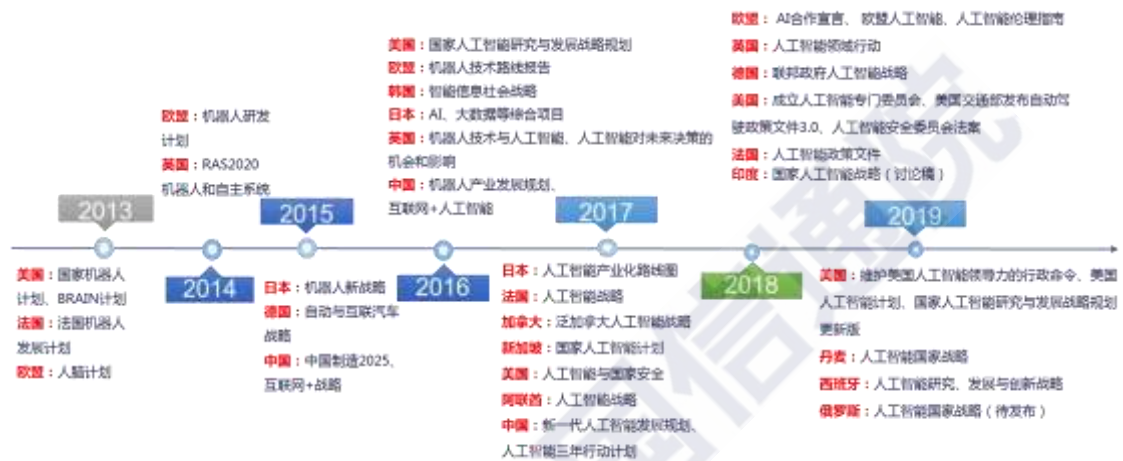 2013
美国：国家机器人
计划、BRAIN计划
法国：法国机器人
发展计划
欧盟：人脑计划
2014
欧盟：机器人研发
计划
英国：RAS2020
机器人和自主系统
2015
日本：机器人新战略
德国：自动与互联汽车
战略
中国：中国制造2025、
互联网+战略
2016
美国：国家人工智能研究与发展战略规划
欧盟：机器人技术路线报告
韩国：智能信息社会战略
日本：AI、大数据等综合项目
英国：机器人技术与人工智能、人工智能对未来决策的
机会和影响
中国：机器人产业发展规划、
互联网+人工智能
2017
日本：人工智能产业化路线图
法国：人工智能战略
加拿大：泛加拿大人工智能战略
新加坡：国家人工智能计划
美国：人工智能与国家安全
阿联酋：人工智能战略
中国：新一代人工智能发展规划、
人工智能三年行动计划
2018
欧盟： AI合作宣言、 欧盟人工智能、人工智能伦理指南
英国：人工智能领域行动
德国：联邦政府人工智能战略
美国：成立人工智能专门委员会、美国交通部发布自动驾
驶政策文件3.0、人工智能安全委员会法案
法国：人工智能政策文件
印度：国家人工智能战略（讨论稿）
2019
美国：维护美国人工智能领导力的行政命令、美国
人工智能计划、国家人工智能研究与发展战略规划
更新版
丹麦：人工智能国家战略
西班牙：人工智能研究、发展与创新战略
俄罗斯：人工智能国家战略（待发布）
国信通院